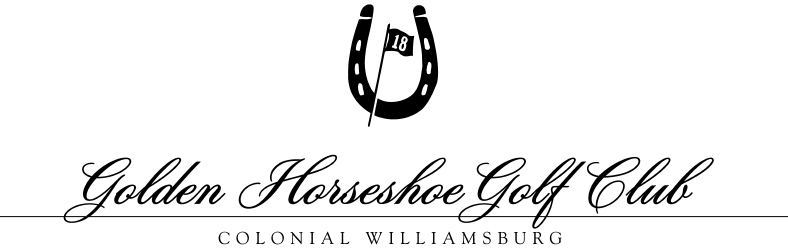 18
Golden Horseshoe Golf Club
COLONIAL WILLIAMSBURG